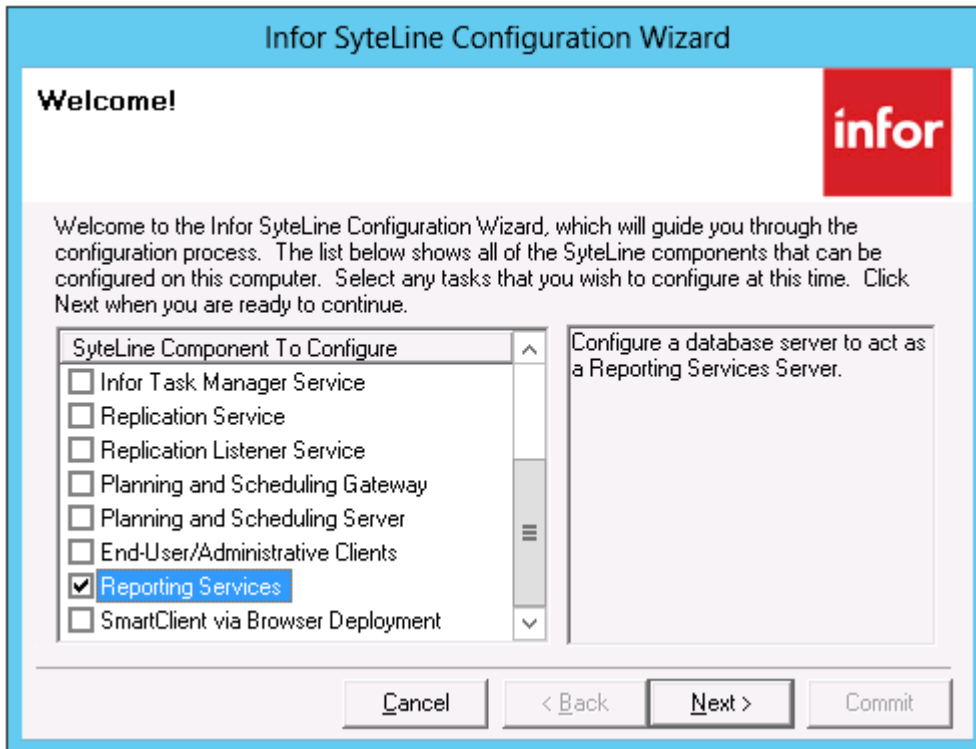 Infor SyteLine Configuration Wizard
Welcome!
infor
Welcome to the Infor SyteLine Configuration Wizard, which will guide you through the
configuration process.  The list below shows all of the SyteLine components that can be
configured on this computer.  Select any tasks that you wish to configure at this time.  Click
Next when you are ready to continue.
SyteLine Component To Configure
Infor Task Manager Service
Replication Service
Replication Listener Service
Planning and Scheduling Gateway
Planning and Scheduling Server
End-User/Administrative Clients
Reporting Services
SmartClient via Browser Deployment
Configure a database server to act as
a Reporting Services Server.
Cancel
< Back
Next >
Commit